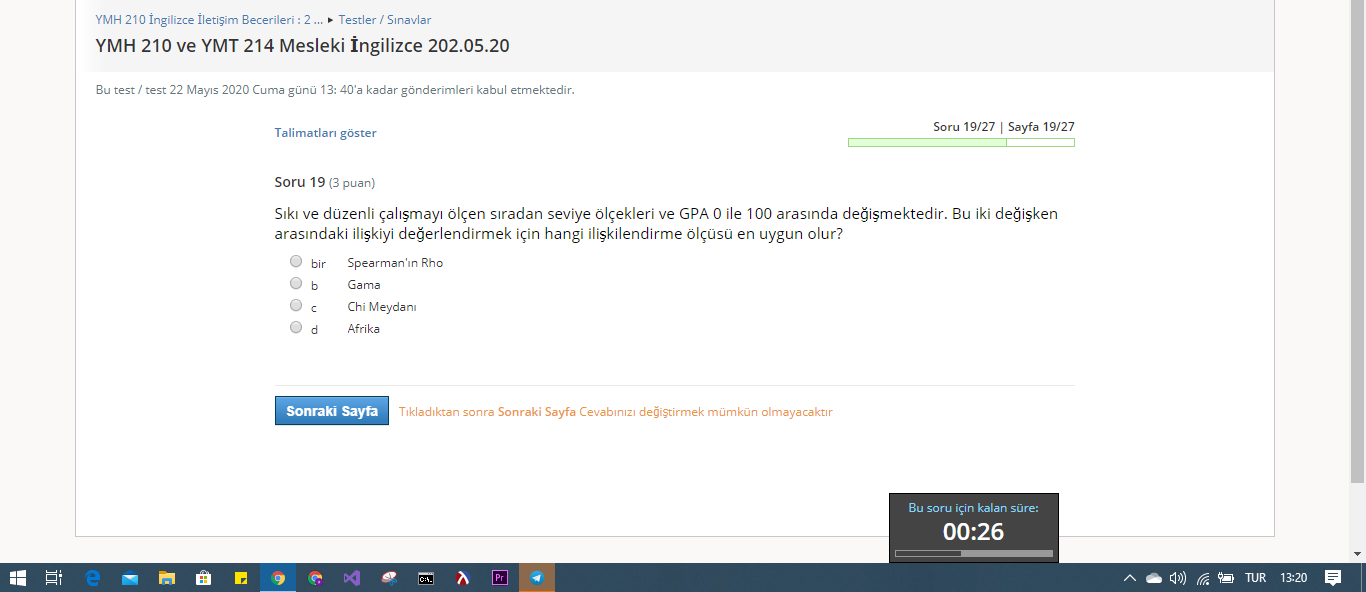 YMH 210 İngilizce İletişim Becerileri : 2 ... ▸ Testler / Sınavlar
YMH 210 ve YMT 214 Mesleki İngilizce 202.05.20
Bu test / test 22 Mayıs 2020 Cuma günü 13: 40'a kadar gönderimleri kabul etmektedir.
Talimatları göster
Soru 19/27 | Sayfa 19/27
Soru 19 (3 puan)
Sıkı ve düzenli çalışmayı ölçen sıradan seviye ölçekleri ve GPA 0 ile 100 arasında değişmektedir. Bu iki değişken
arasındaki ilişkiyi değerlendirmek için hangi ilişkilendirme ölçüsü en uygun olur?
bir Spearman'ın Rho
b Gama
c Chi Meydanı
d Afrika
Sonraki Sayfa Tıkladıktan sonra Sonraki Sayfa Cevabınızı değiştirmek mümkün olmayacaktır
Bu soru için kalan süre:
00:26
C:\ Pr TUR 13:20